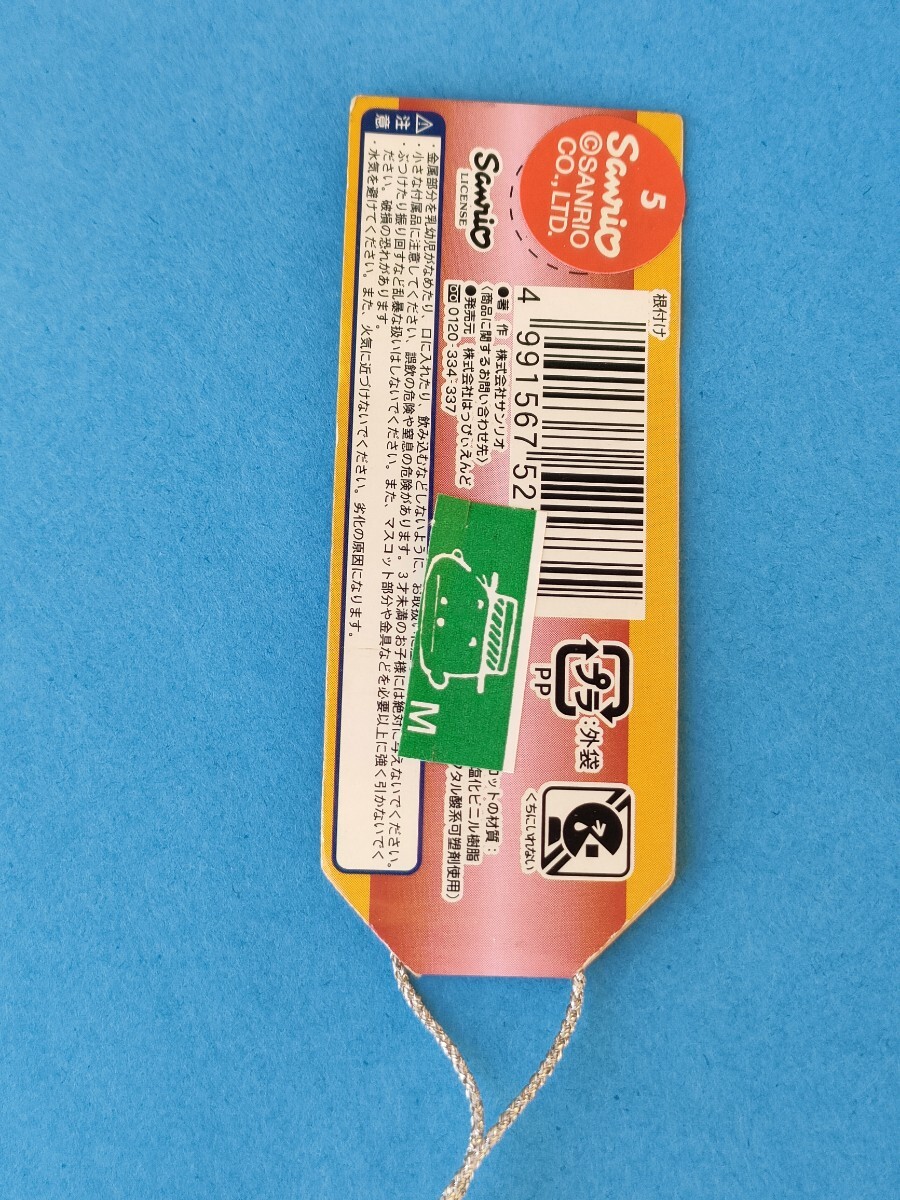 5
Sanrio
©SANRIO
CO., LTD.
Sanrio
LICENSE
根付け
4 991567 52
●著 作 株式会社サンリオ
〈商品に関するお問い合わせ先〉
●発売元 株式会社はっぴぃえんど
0120-334-337
プラ
:外袋
PP
くちにいれない
ットの材質:
塩化ビニル樹脂
タル酸系可塑剤使用)
M
注意
・金属部分を乳幼児がなめたり、口に入れたり、飲み込むなどしないように、お取扱いに
・小さな付属品に注意してください、誤飲の危険や窒息の危険があります。3才未満のお子様には絶対に与えないでください。
・ぶつけたり振り回すなど乱暴な扱いはしないでください。また、マスコット部分や金具などを必要以上に強く引かないでく
ださい。破損の恐れがあります。
・水気を避けてください。また、火気に近づけないでください。劣化の原因になります。